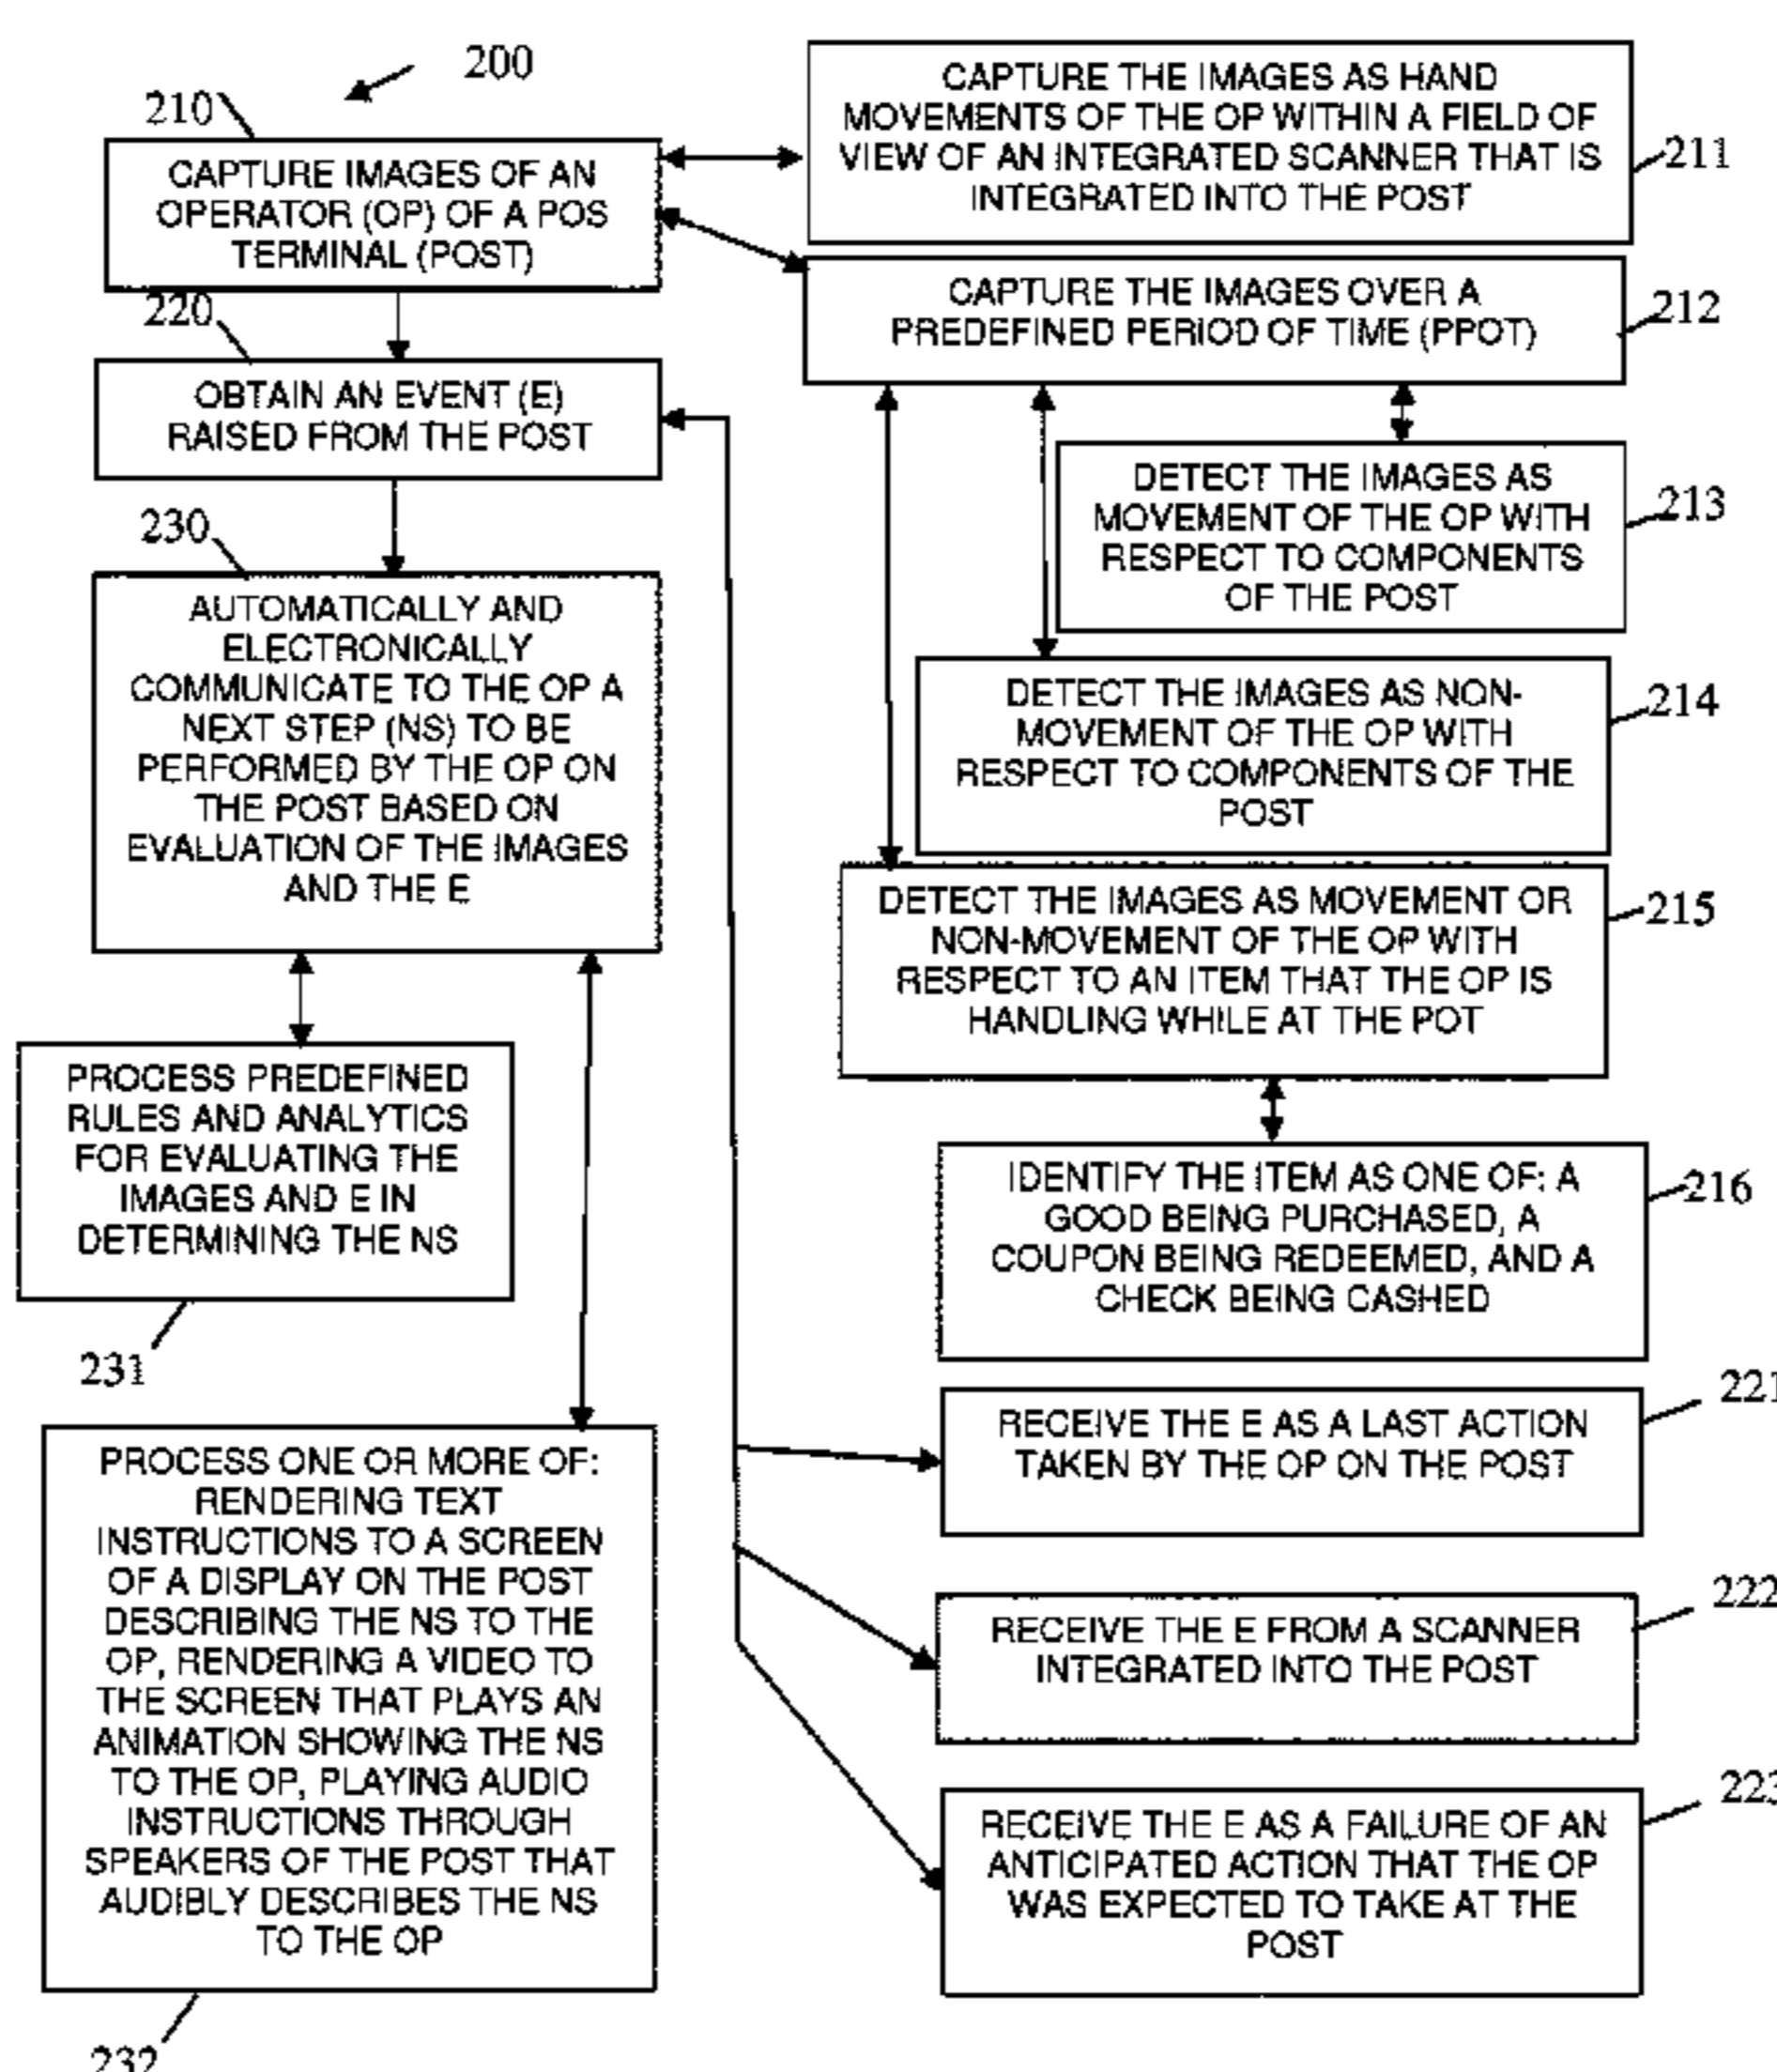 200
210
CAPTURE IMAGES OF AN
OPERATOR (OP) OF A POS
TERMINAL (POST)
CAPTURE THE IMAGES AS HAND
MOVEMENTS OF THE OP WITHIN A FIELD OF
VIEW OF AN INTEGRATED SCANNER THAT IS
INTEGRATED INTO THE POST
211
CAPTURE THE IMAGES OVER A
PREDEFINED PERIOD OF TIME (PPOT)
212
220
OBTAIN AN EVENT (E)
RAISED FROM THE POST
DETECT THE IMAGES AS
MOVEMENT OF THE OP WITH
RESPECT TO COMPONENTS
OF THE POST
213
230
AUTOMATICALLY AND
ELECTRONICALLY
COMMUNICATE TO THE OP A
NEXT STEP (NS) TO BE
PERFORMED BY THE OP ON
THE POST BASED ON
EVALUATION OF THE IMAGES
AND THE E
DETECT THE IMAGES AS NON-
MOVEMENT OF THE OP WITH
RESPECT TO COMPONENTS OF THE
POST
214
DETECT THE IMAGES AS MOVEMENT OR
NON-MOVEMENT OF THE OP WITH
RESPECT TO AN ITEM THAT THE OP IS
HANDLING WHILE AT THE POT
215
PROCESS PREDEFINED
RULES AND ANALYTICS
FOR EVALUATING THE
IMAGES AND E IN
DETERMINING THE NS
231
IDENTIFY THE ITEM AS ONE OF: A
GOOD BEING PURCHASED, A
COUPON BEING REDEEMED, AND A
CHECK BEING CASHED
216
RECEIVE THE E AS A LAST ACTION
TAKEN BY THE OP ON THE POST
221
PROCESS ONE OR MORE OF:
RENDERING TEXT
INSTRUCTIONS TO A SCREEN
OF A DISPLAY ON THE POST
DESCRIBING THE NS TO THE
OP, RENDERING A VIDEO TO
THE SCREEN THAT PLAYS AN
ANIMATION SHOWING THE NS
TO THE OP, PLAYING AUDIO
INSTRUCTIONS THROUGH
SPEAKERS OF THE POST THAT
AUDIBLY DESCRIBES THE NS
TO THE OP
232
RECEIVE THE E FROM A SCANNER
INTEGRATED INTO THE POST
222
RECEIVE THE E AS A FAILURE OF AN
ANTICIPATED ACTION THAT THE OP
WAS EXPECTED TO TAKE AT THE
POST
223